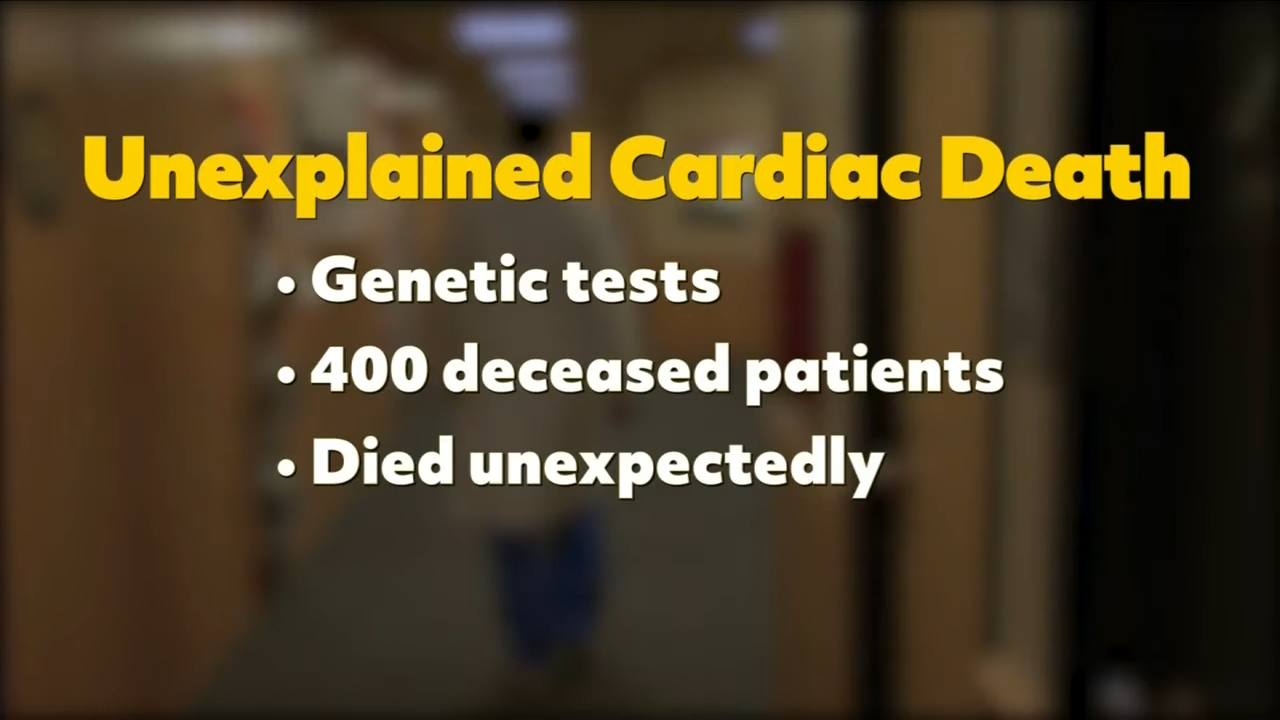 Unexplained Cardiac Death
• Genetic tests
• 400 deceased patients
• Died unexpectedly